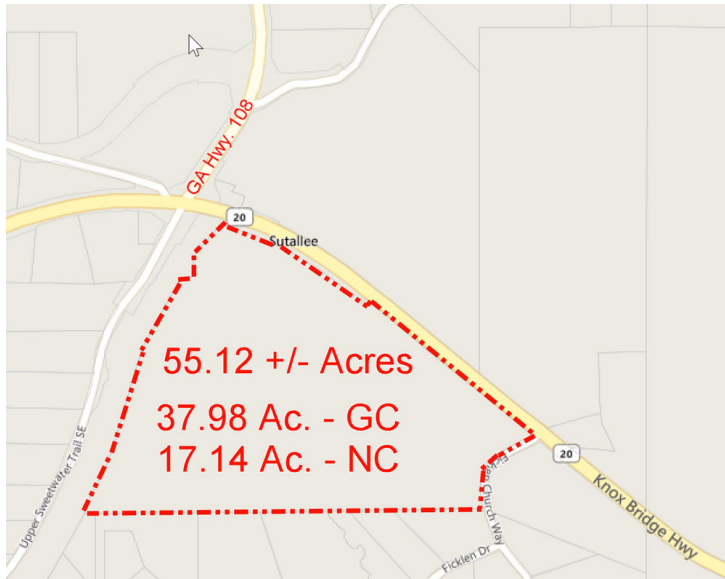 GA Hwy. 108
20
Sutallee
55.12 +/- Acres
37.98 Ac. - GC
17.14 Ac. - NC
Upper Sweetwater Trail SE
20
Ficklen Church Way
Knox Bridge Hwy
Ficklen Dr